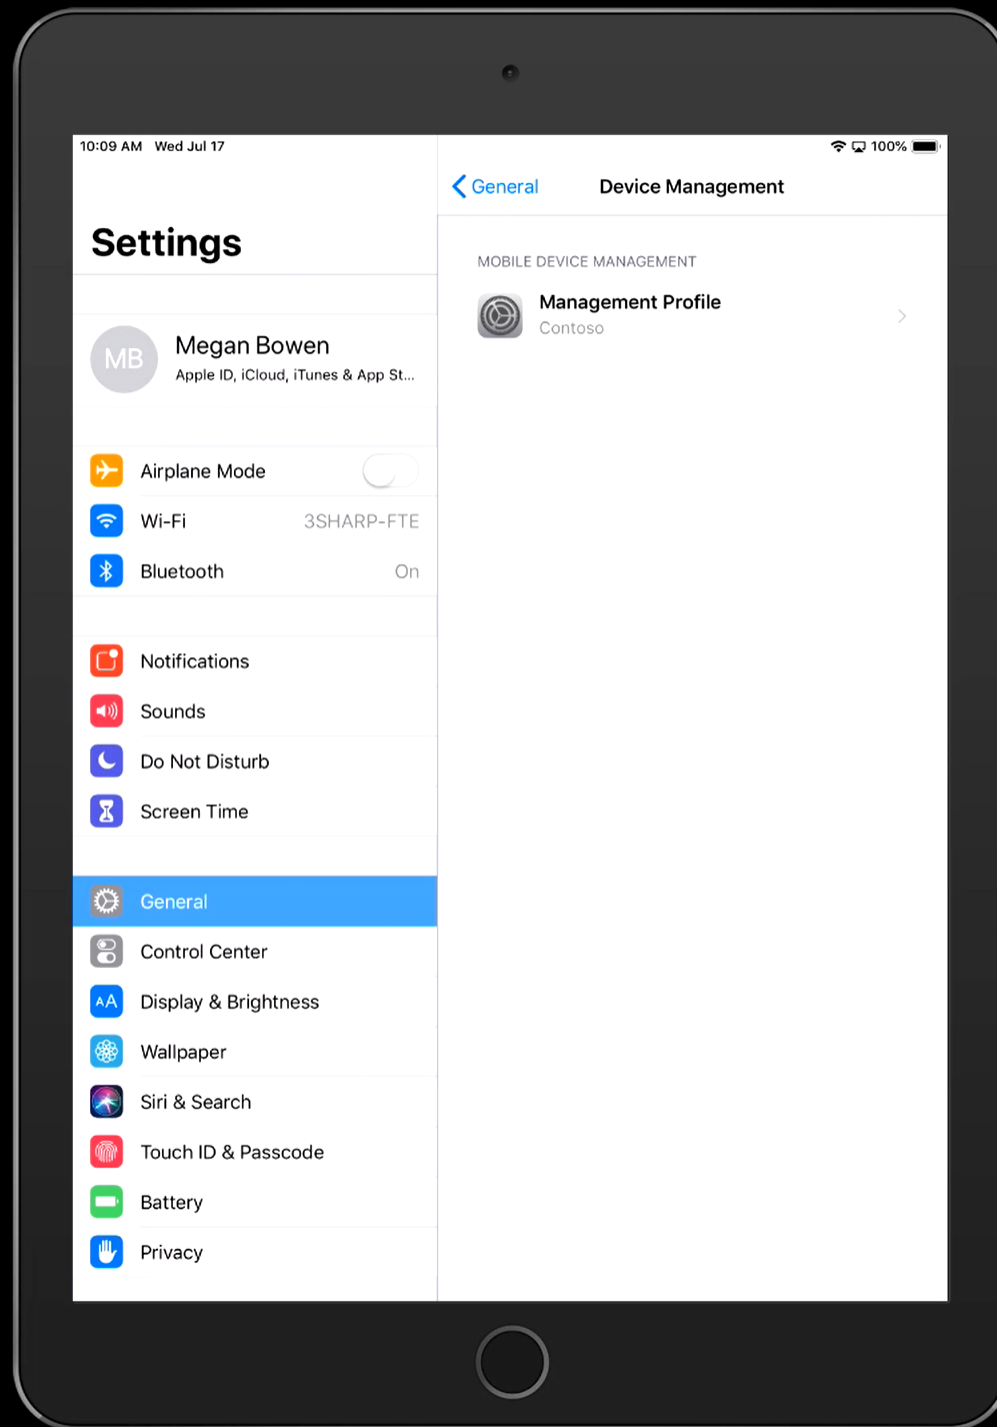 10:09 AM Wed Jul 17
100%
Settings
MB
Megan Bowen
Apple ID, iCloud, iTunes & App St...
Airplane Mode
Wi-Fi 3SHARP-FTE
Bluetooth On
Notifications
Sounds
Do Not Disturb
Screen Time
General
Control Center
AA Display & Brightness
Wallpaper
Siri & Search
Touch ID & Passcode
Battery
Privacy
General Device Management
MOBILE DEVICE MANAGEMENT
Management Profile
Contoso